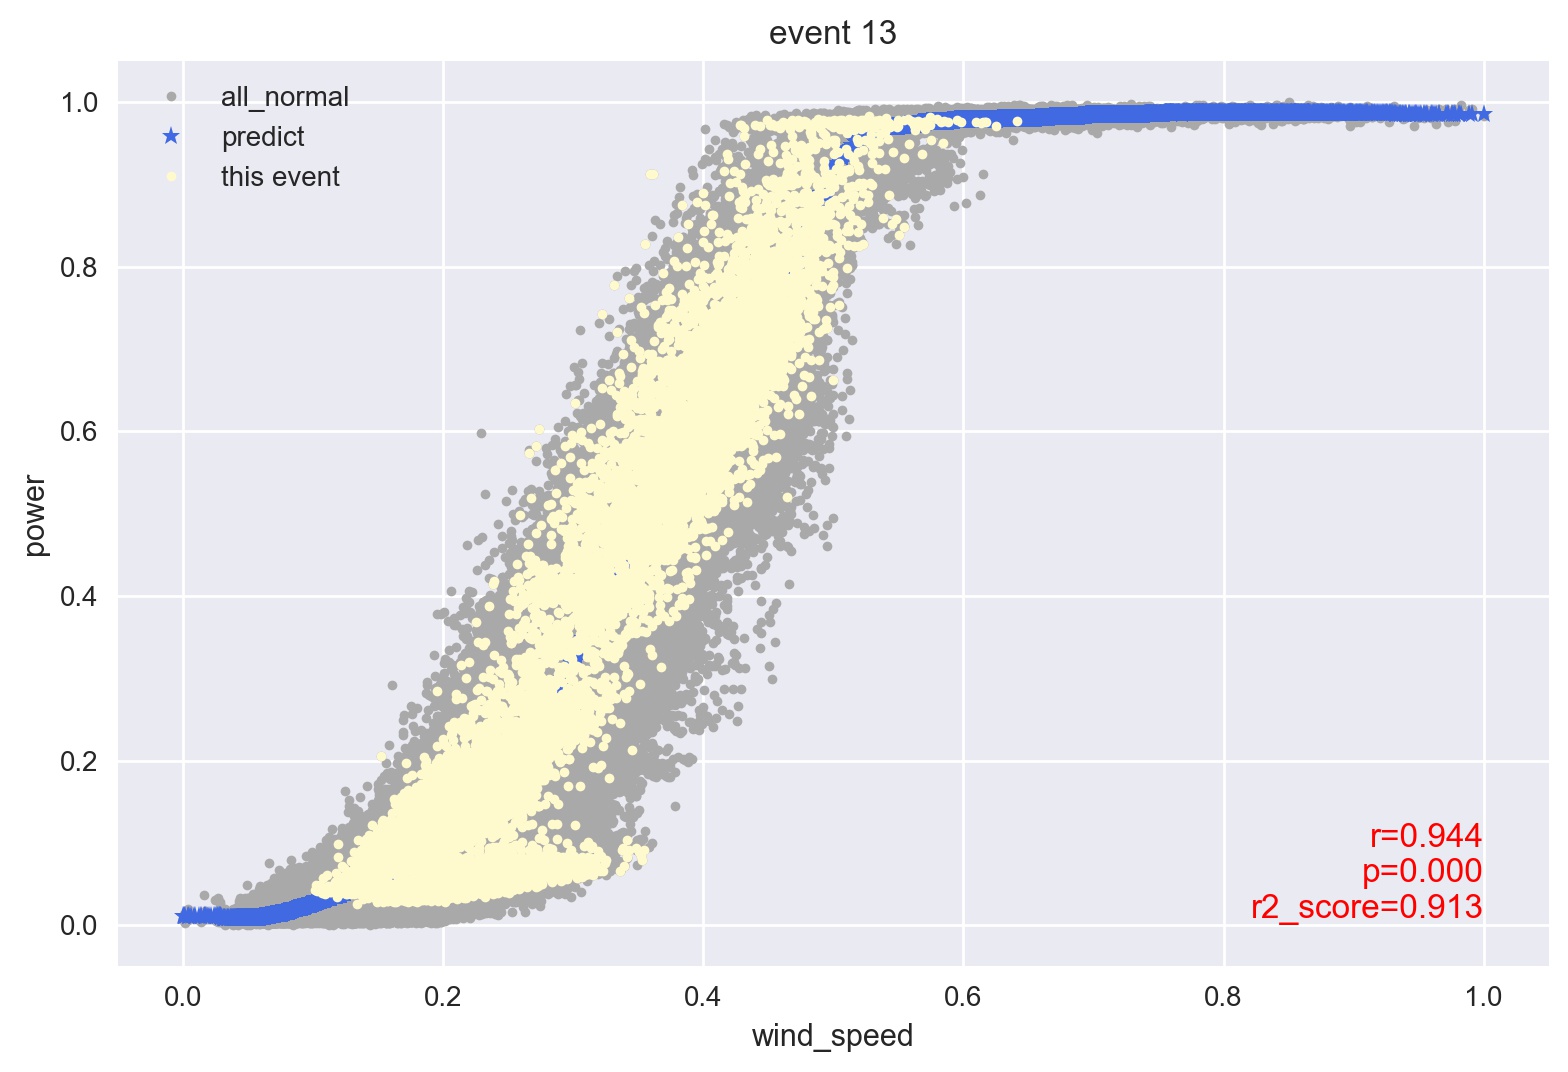 event 13
all_normal
predict
this event
1.0
0.8
0.6
0.4
0.2
0.0
power
r=0.944
p=0.000
r2_score=0.913
0.0 0.2 0.4 0.6 0.8 1.0
wind_speed